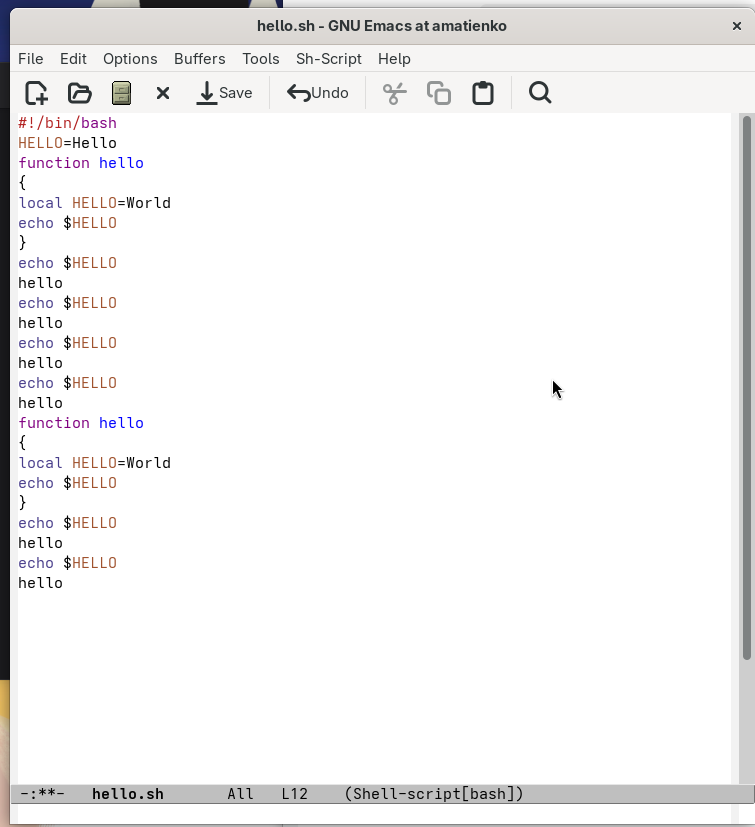 hello.sh - GNU Emacs at amatienko
File Edit Options Buffers Tools Sh-Script Help
Save Undo
#!/bin/bash
HELLO=Hello
function hello
{
local HELLO=World
echo $HELLO
}
echo $HELLO
hello
echo $HELLO
hello
echo $HELLO
hello
echo $HELLO
hello
function hello
{
local HELLO=World
echo $HELLO
}
echo $HELLO
hello
echo $HELLO
hello
-:**- hello.sh All L12 (Shell-script[bash])